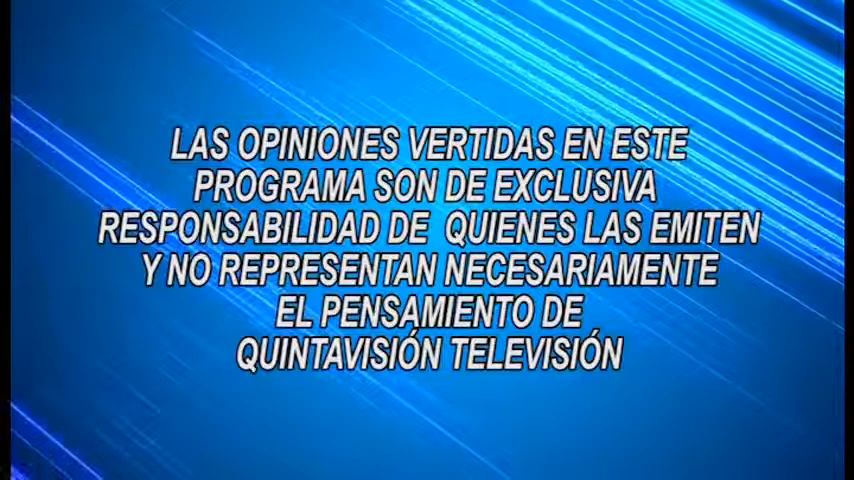 LAS OPINIONES VERTIDAS EN ESTE
PROGRAMA SON DE EXCLUSIVA
RESPONSABILIDAD DE QUIENES LAS EMITEN
Y NO REPRESENTAN NECESARIAMENTE
EL PENSAMIENTO DE
QUINTAVISIÓN TELEVISIÓN